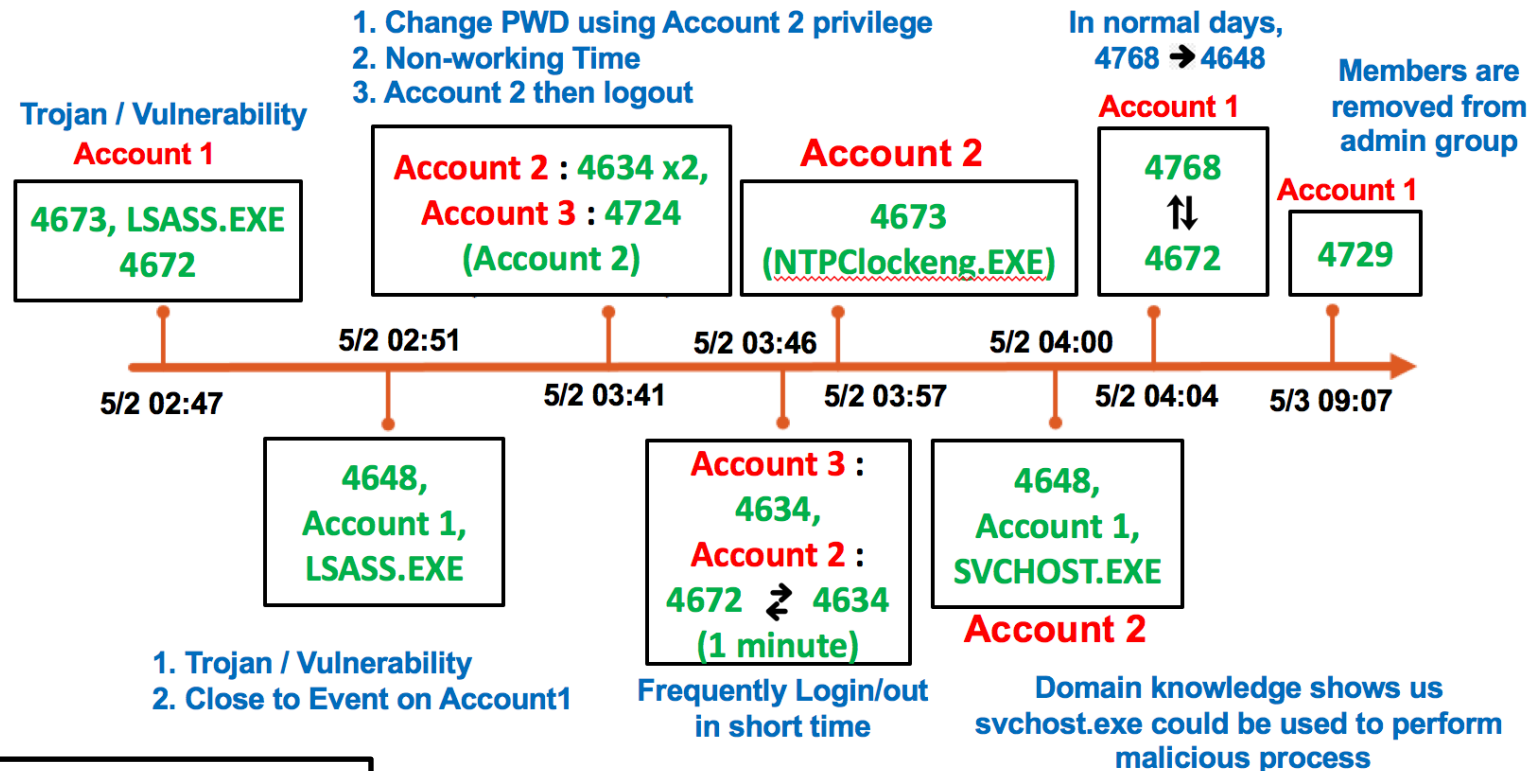 Trojan / Vulnerability
Account 1
4673, LSASS.EXE
4672
5/2 02:47
5/2 02:51
4648,
Account 1,
LSASS.EXE
1. Trojan / Vulnerability
2. Close to Event on Account1
1. Change PWD using Account 2 privilege
2. Non-working Time
3. Account 2 then logout
Account 2 : 4634 x2,
Account 3 : 4724
(Account 2)
5/2 03:41
5/2 03:46
Account 3 :
4634,
Account 2 :
4672 ⇄ 4634
(1 minute)
Frequently Login/out
in short time
Account 2
4673
(NTPClockeng.EXE)
5/2 03:57
5/2 04:00
4648,
Account 1,
SVCHOST.EXE
Account 2
Domain knowledge shows us
svchost.exe could be used to perform
malicious process
In normal days,
4768 ➔ 4648
Account 1
4768
⇅
4672
5/2 04:04
Members are
removed from
admin group
Account 1
4729
5/3 09:07